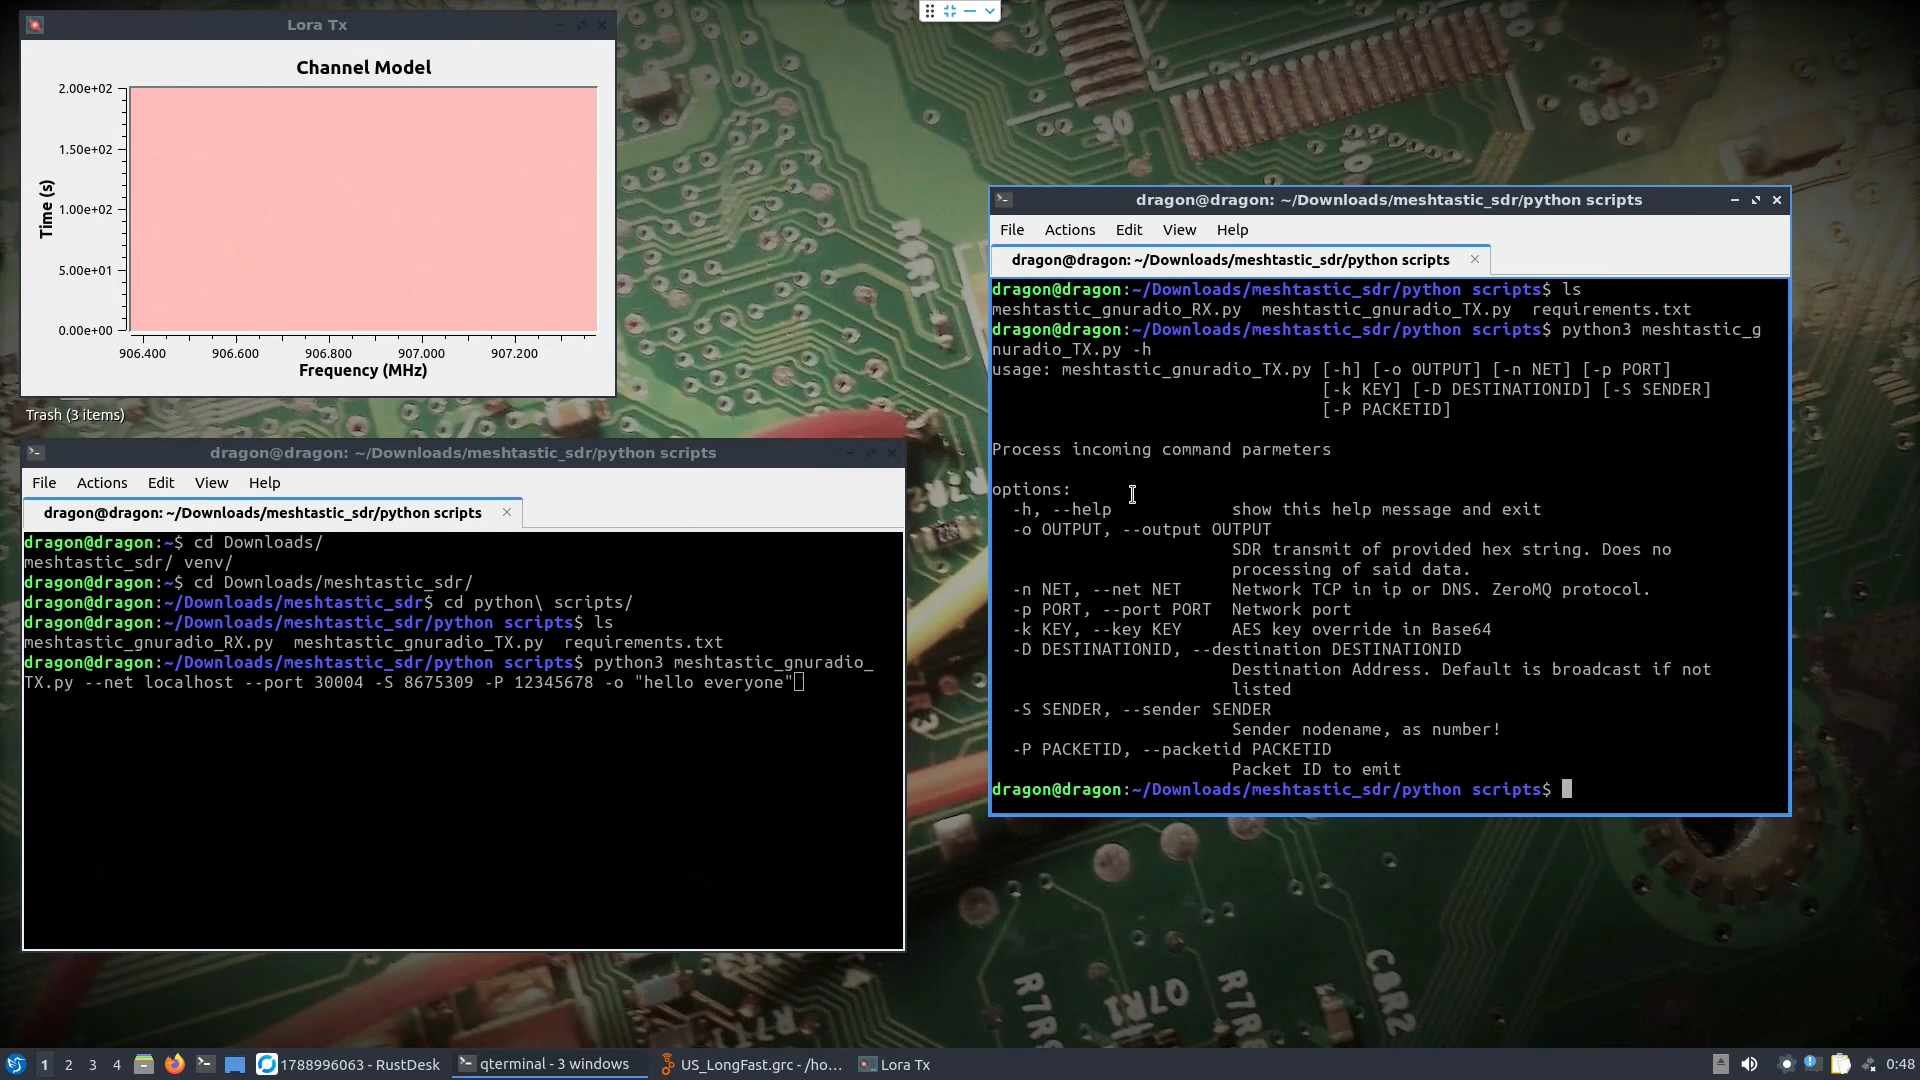 Lora Tx
Channel Model
2.00e+02
1.50e+02
1.00e+02
5.00e+01
0.00e+00
Time (s)
906.400 906.600 906.800 907.000 907.200
Frequency (MHz)
Trash (3 items)
dragon@dragon: ~/Downloads/meshtastic_sdr/python scripts
File Actions Edit View Help
dragon@dragon: ~/Downloads/meshtastic_sdr/python scripts
dragon@dragon:~$ cd Downloads/
meshtastic_sdr/ venv/
dragon@dragon:~$ cd Downloads/meshtastic_sdr/
dragon@dragon:~/Downloads/meshtastic_sdr$ cd python\ scripts/
dragon@dragon:~/Downloads/meshtastic_sdr/python scripts$ ls
meshtastic_gnuradio_RX.py meshtastic_gnuradio_TX.py requirements.txt
dragon@dragon:~/Downloads/meshtastic_sdr/python scripts$ python3 meshtastic_gnuradio_
TX.py --net localhost --port 30004 -S 8675309 -P 12345678 -o "hello everyone"
dragon@dragon: ~/Downloads/meshtastic_sdr/python scripts
File Actions Edit View Help
dragon@dragon: ~/Downloads/meshtastic_sdr/python scripts
dragon@dragon:~/Downloads/meshtastic_sdr/python scripts$ ls
meshtastic_gnuradio_RX.py meshtastic_gnuradio_TX.py requirements.txt
dragon@dragon:~/Downloads/meshtastic_sdr/python scripts$ python3 meshtastic_g
nuradio_TX.py -h
usage: meshtastic_gnuradio_TX.py [-h] [-o OUTPUT] [-n NET] [-p PORT]
[-k KEY] [-D DESTINATIONID] [-S SENDER]
[-P PACKETID]
Process incoming command parmeters
options:
-h, --help show this help message and exit
-o OUTPUT, --output OUTPUT
SDR transmit of provided hex string. Does no
processing of said data.
-n NET, --net NET Network TCP in ip or DNS. ZeroMQ protocol.
-p PORT, --port PORT Network port
-k KEY, --key KEY AES key override in Base64
-D DESTINATIONID, --destination DESTINATIONID
Destination Address. Default is broadcast if not
listed
-S SENDER, --sender SENDER
Sender nodename, as number!
-P PACKETID, --packetid PACKETID
Packet ID to emit
dragon@dragon:~/Downloads/meshtastic_sdr/python scripts$
30
1 2 3 4 1788996063 - RustDesk qterminal - 3 windows US_LongFast.grc - /ho... Lora Tx 0:48